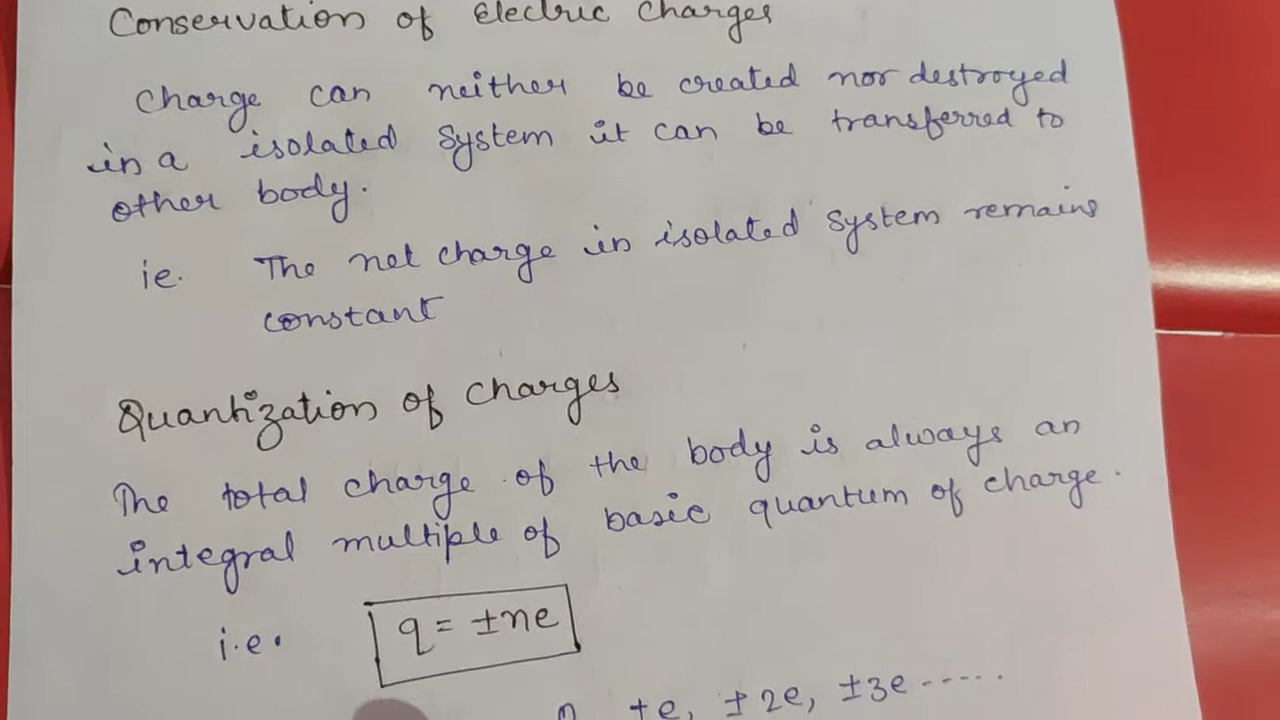 Conservation of Electric Charges
Charge can neither be created nor destroyed
in a isolated system it can be transferred to
other body.
ie. The net charge in isolated system remains
constant
Quantization of charges
The total charge of the body is always an
integral multiple of basic quantum of charge.
i.e. q = ±ne
±e, ±2e, ±3e -----